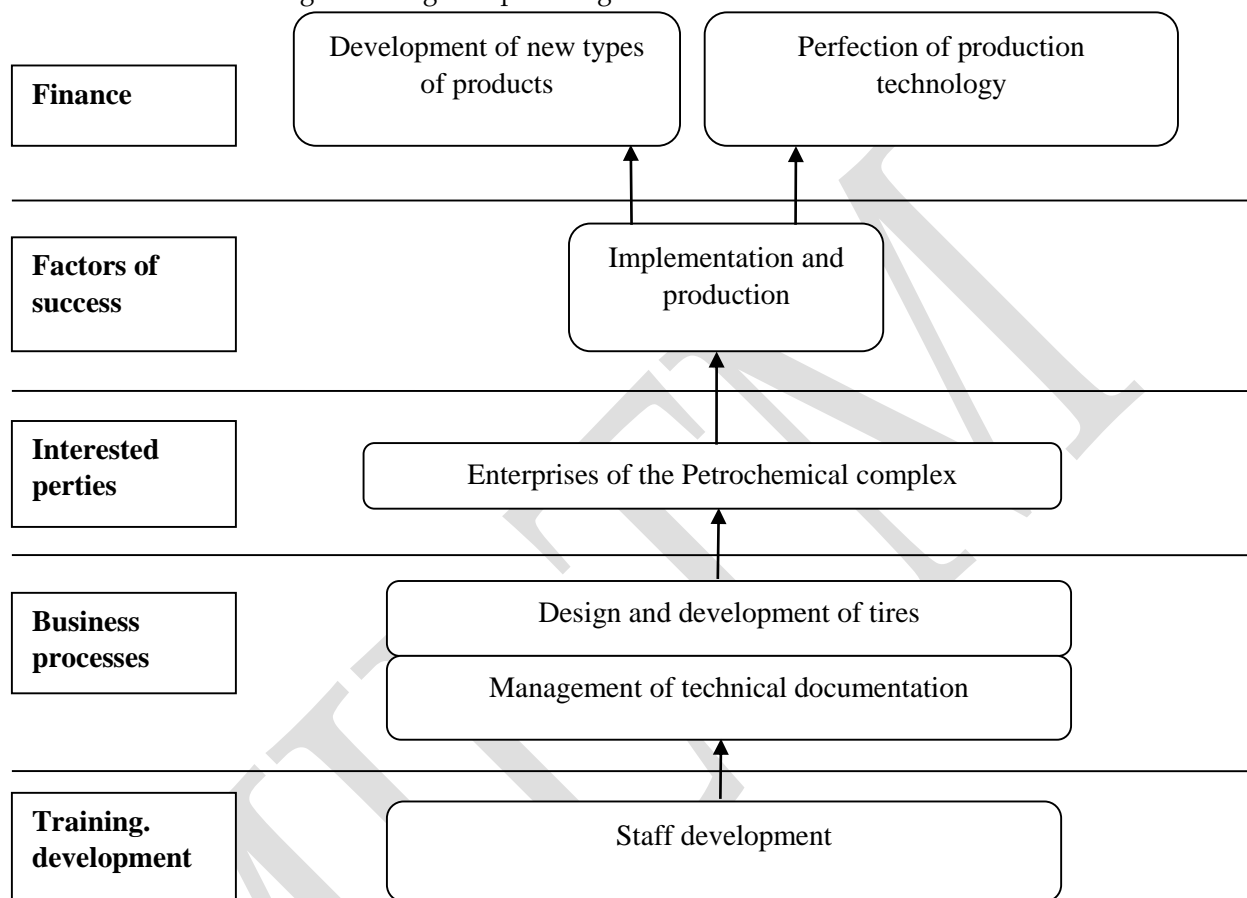 Development of new types
of products
Perfection of production
technology
Finance
Factors of
success
Implementation and
production
Interested
perties
Enterprises of the Petrochemical complex
Business
processes
Design and development of tires
Management of technical documentation
Training.
development
Staff development